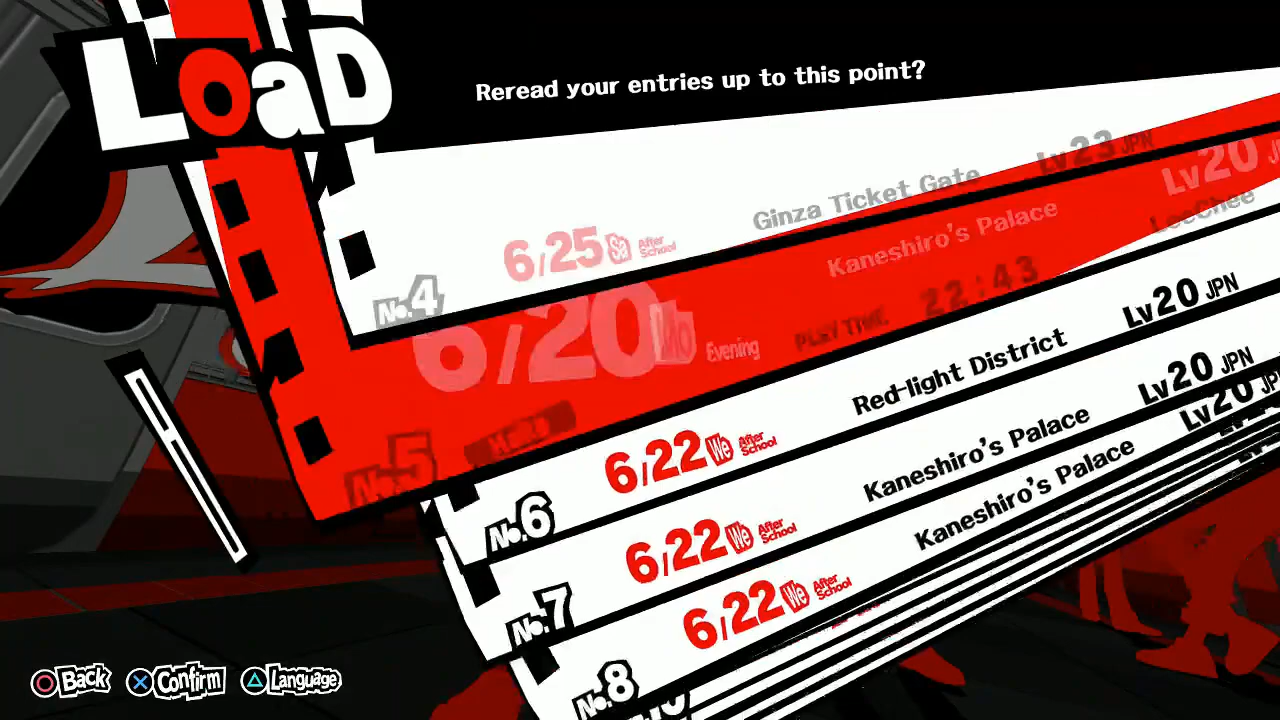 LoaD
Reread your entries up to this point?
No.4 6/25 Sa After School Ginza Ticket Gate Lv23 JPN
No.5 6/20 Mo Evening Kaneshiro's Palace Lv20
PLAY TIME 22:43 LeeChee
No.6 6/22 We After School Red-light District Lv20 JPN
No.7 6/22 We After School Kaneshiro's Palace Lv20 JPN
No.8 6/22 We After School Kaneshiro's Palace Lv20
Back Confirm Language